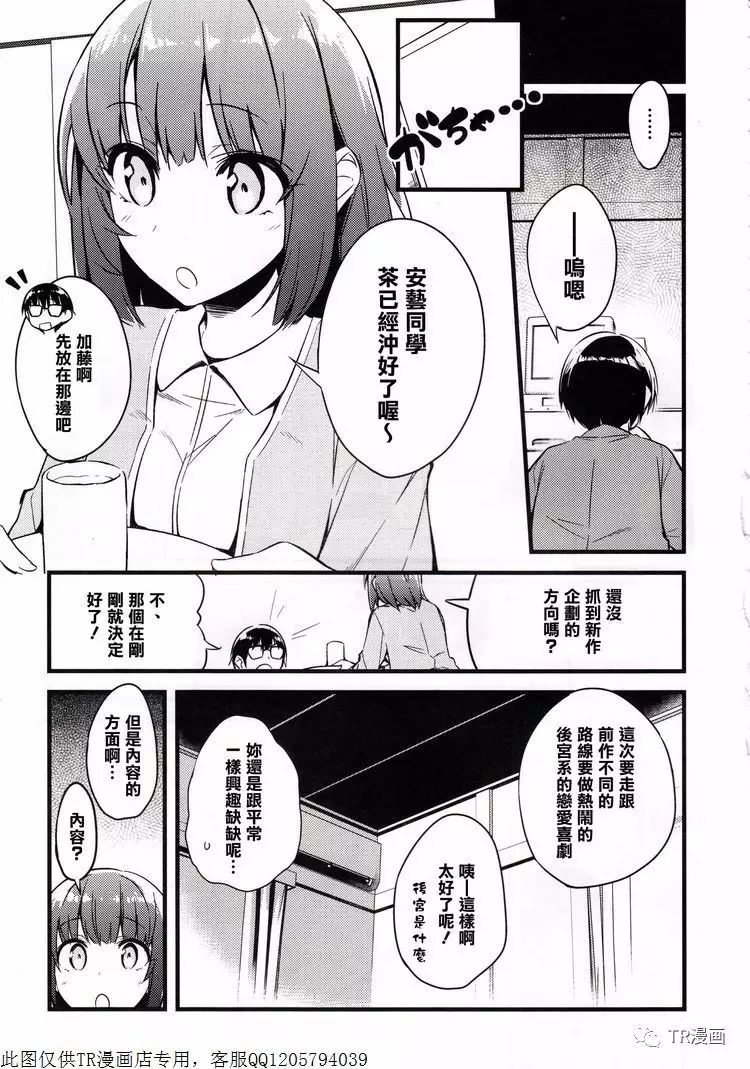 ……
──嗚嗯
がちゃ…
安藝同學
茶已經沖好了喔～
加藤啊
先放在那邊吧
還沒
抓到新作
企劃的
方向嗎？
不、
那個在剛
剛就決定
好了！
這次要走跟
前作不同的
路線要做熱鬧的
後宮系的戀愛喜劇
咦─這樣啊
太好了呢！
後宮是什麼
妳還是跟平常
一樣興趣缺缺呢…
但是內容的
方面啊…
內容？
TR漫画
此图仅供TR漫画店专用，客服QQ1205794039